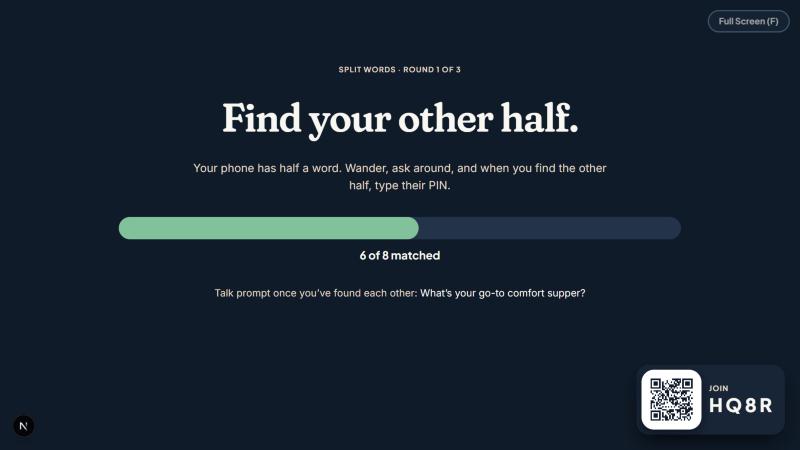 Full Screen (F)
SPLIT WORDS · ROUND 1 OF 3
Find your other half.
Your phone has half a word. Wander, ask around, and when you find the other
half, type their PIN.
6 of 8 matched
Talk prompt once you've found each other: What's your go-to comfort supper?
JOIN
HQ8R
N